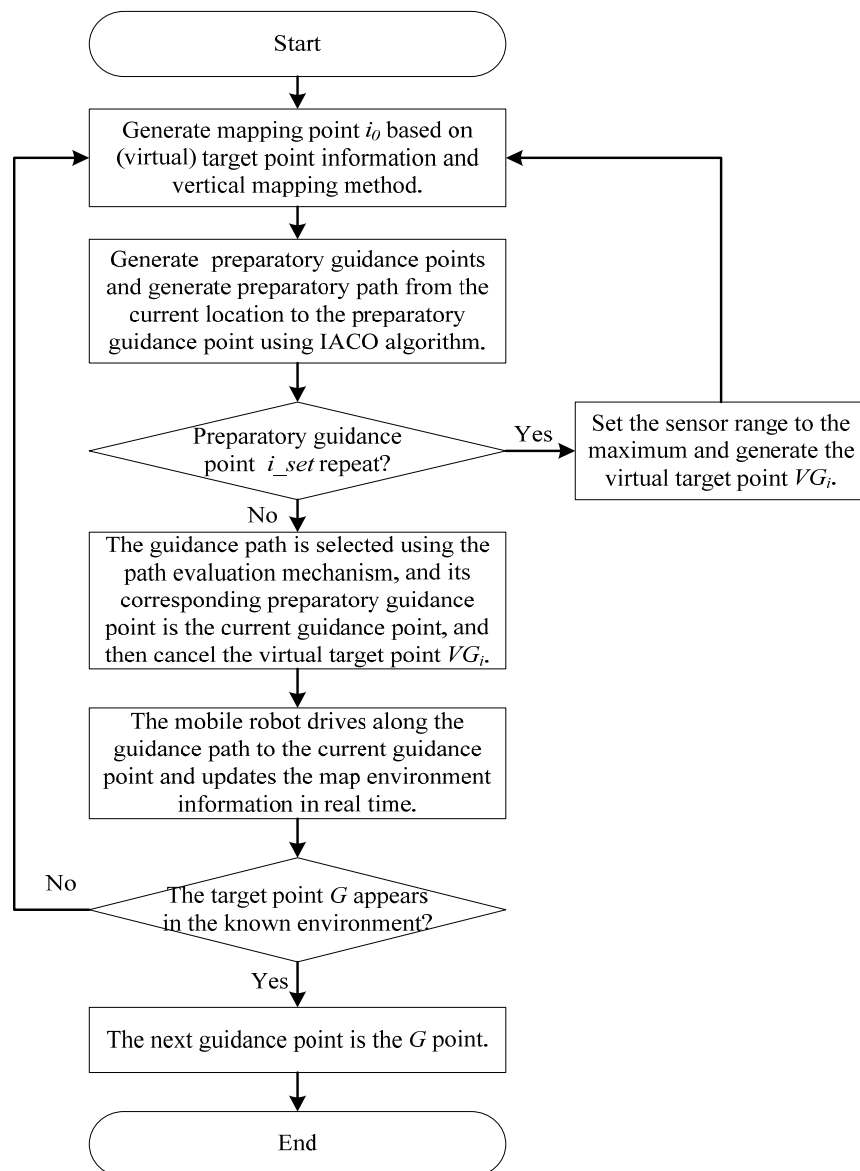 Start
Generate mapping point i0 based on
(virtual) target point information and
vertical mapping method.
Generate preparatory guidance points
and generate preparatory path from the
current location to the preparatory
guidance point using IACO algorithm.
Preparatory guidance
point i_set repeat?
Yes
Set the sensor range to the
maximum and generate the
virtual target point VGi.
No
The guidance path is selected using the
path evaluation mechanism, and its
corresponding preparatory guidance
point is the current guidance point, and
then cancel the virtual target point VGi.
The mobile robot drives along the
guidance path to the current guidance
point and updates the map environment
information in real time.
No
The target point G appears
in the known environment?
Yes
The next guidance point is the G point.
End